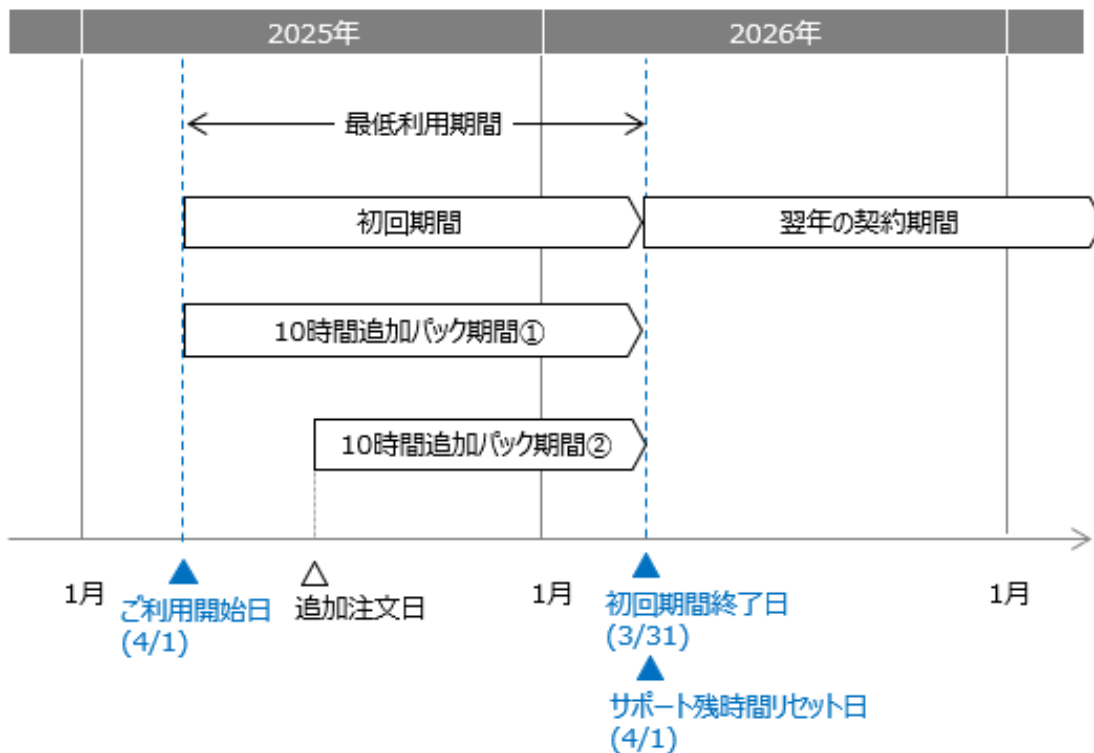 2025年
2026年
最低利用期間
初回期間
翌年の契約期間
10時間追加パック期間①
10時間追加パック期間②
1月
ご利用開始日
(4/1)
追加注文日
1月
初回期間終了日
(3/31)
1月
サポート残時間リセット日
(4/1)